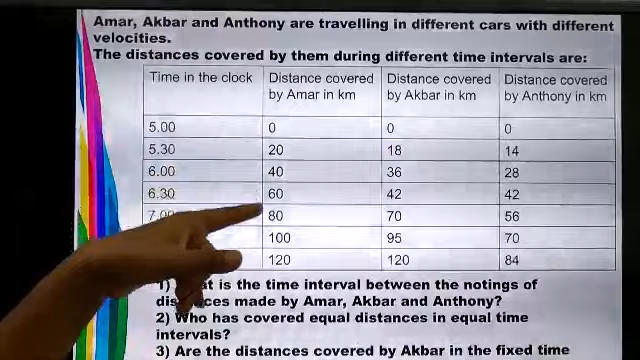 Amar, Akbar and Anthony are travelling in different cars with different
velocities.
The distances covered by them during different time intervals are:
Time in the clock Distance covered by Amar in km Distance covered by Akbar in km Distance covered by Anthony in km
5.00 0 0 0
5.30 20 18 14
6.00 40 36 28
6.30 60 42 42
7.00 80 70 56
100 95 70
120 120 84
1) is the time interval between the notings of
made by Amar, Akbar and Anthony?
2) Who has covered equal distances in equal time
intervals?
3) Are the distances covered by Akbar in the fixed time